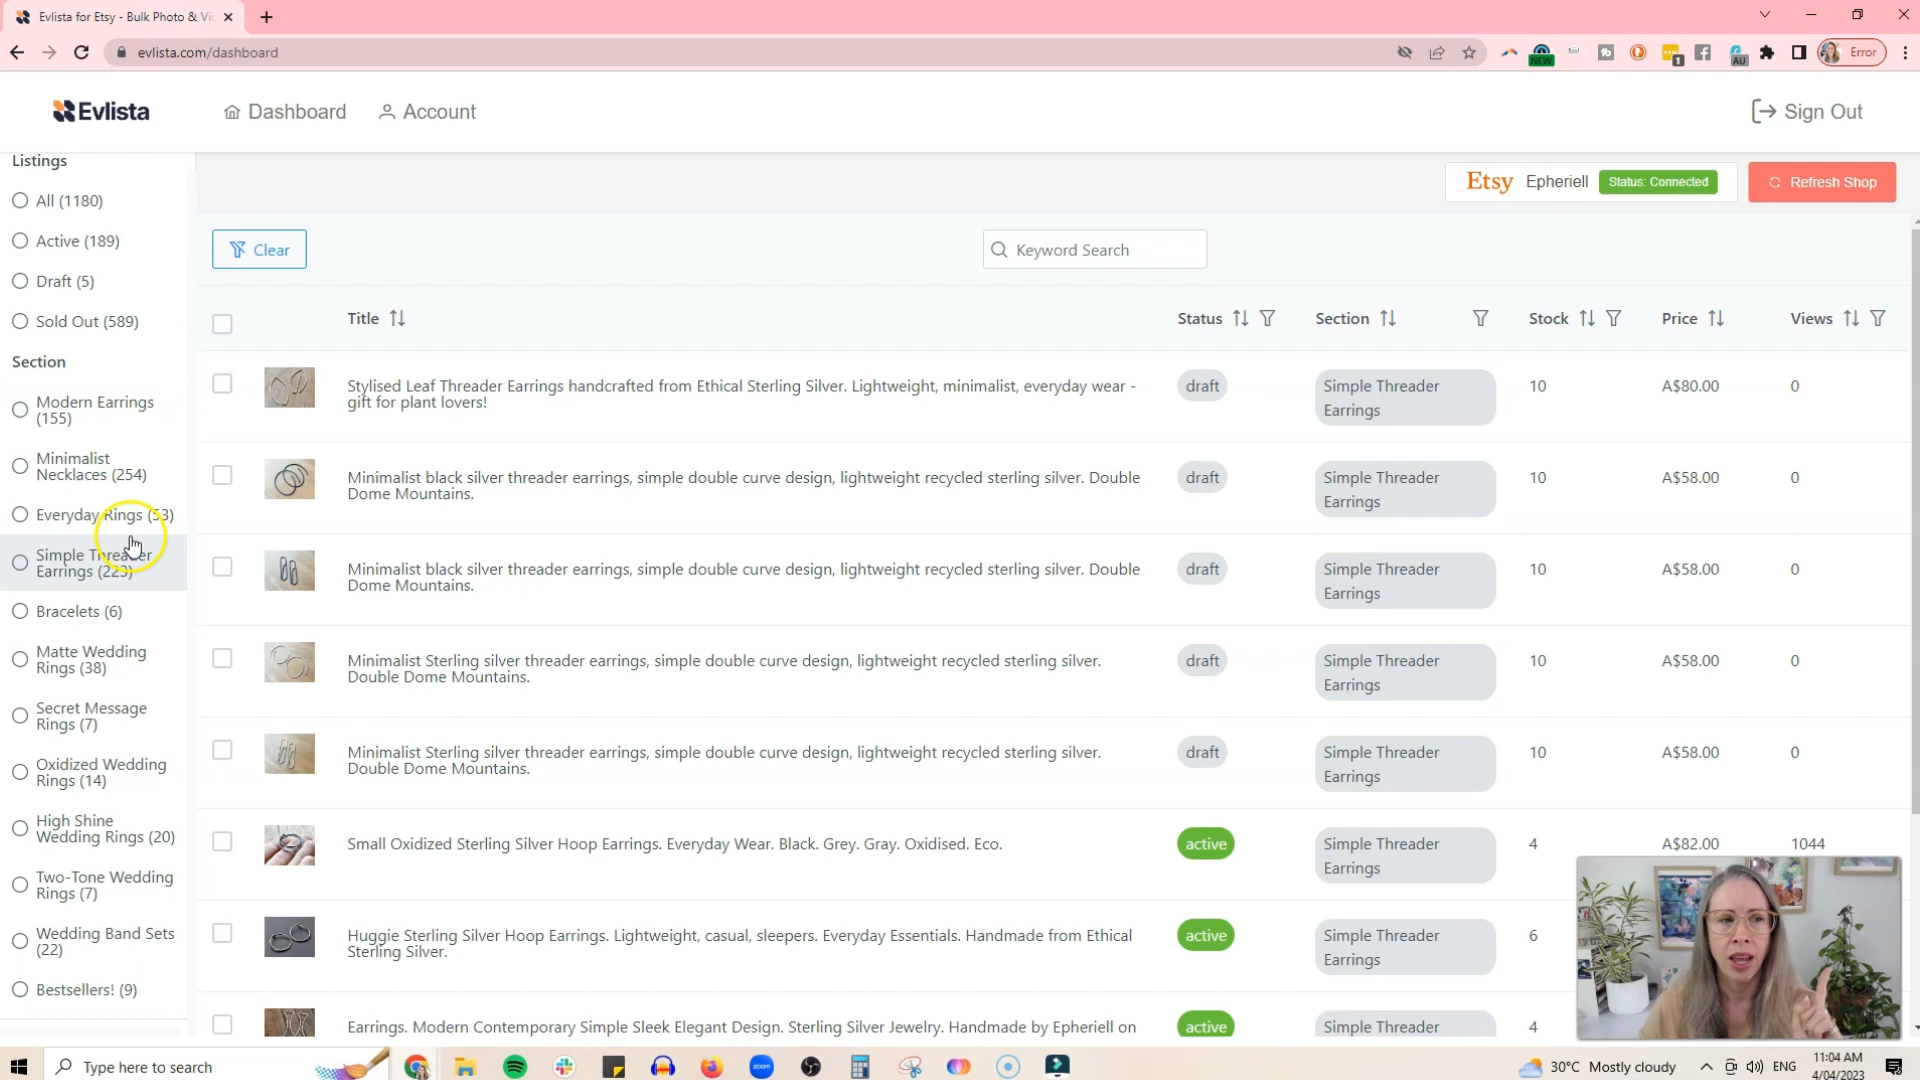 Evlista for Etsy - Bulk Photo & Vi
evlista.com/dashboard
NEW
1
AU
Error
Evlista
Dashboard
Account
Sign Out
Listings
All (1180)
Active (189)
Draft (5)
Sold Out (589)
Section
Modern Earrings
(155)
Minimalist
Necklaces (254)
Everyday Rings (53)
Simple Threader
Earrings (223)
Bracelets (6)
Matte Wedding
Rings (38)
Secret Message
Rings (7)
Oxidized Wedding
Rings (14)
High Shine
Wedding Rings (20)
Two-Tone Wedding
Rings (7)
Wedding Band Sets
(22)
Bestsellers! (9)
Etsy Epheriell Status: Connected
Refresh Shop
Clear
Keyword Search
Title Status Section Stock Price Views
Stylised Leaf Threader Earrings handcrafted from Ethical Sterling Silver. Lightweight, minimalist, everyday wear -
gift for plant lovers!
draft
Simple Threader
Earrings
10
A$80.00
0
Minimalist black silver threader earrings, simple double curve design, lightweight recycled sterling silver. Double
Dome Mountains.
draft
Simple Threader
Earrings
10
A$58.00
0
Minimalist black silver threader earrings, simple double curve design, lightweight recycled sterling silver. Double
Dome Mountains.
draft
Simple Threader
Earrings
10
A$58.00
0
Minimalist Sterling silver threader earrings, simple double curve design, lightweight recycled sterling silver.
Double Dome Mountains.
draft
Simple Threader
Earrings
10
A$58.00
0
Minimalist Sterling silver threader earrings, simple double curve design, lightweight recycled sterling silver.
Double Dome Mountains.
draft
Simple Threader
Earrings
10
A$58.00
0
Small Oxidized Sterling Silver Hoop Earrings. Everyday Wear. Black. Grey. Gray. Oxidised. Eco.
active
Simple Threader
Earrings
4
A$82.00
1044
Huggie Sterling Silver Hoop Earrings. Lightweight, casual, sleepers. Everyday Essentials. Handmade from Ethical
Sterling Silver.
active
Simple Threader
Earrings
6
Earrings. Modern Contemporary Simple Sleek Elegant Design. Sterling Silver Jewelry. Handmade by Epheriell on
active
Simple Threader
4
Type here to search
zoom
30°C Mostly cloudy
ENG
11:04 AM
4/04/2023